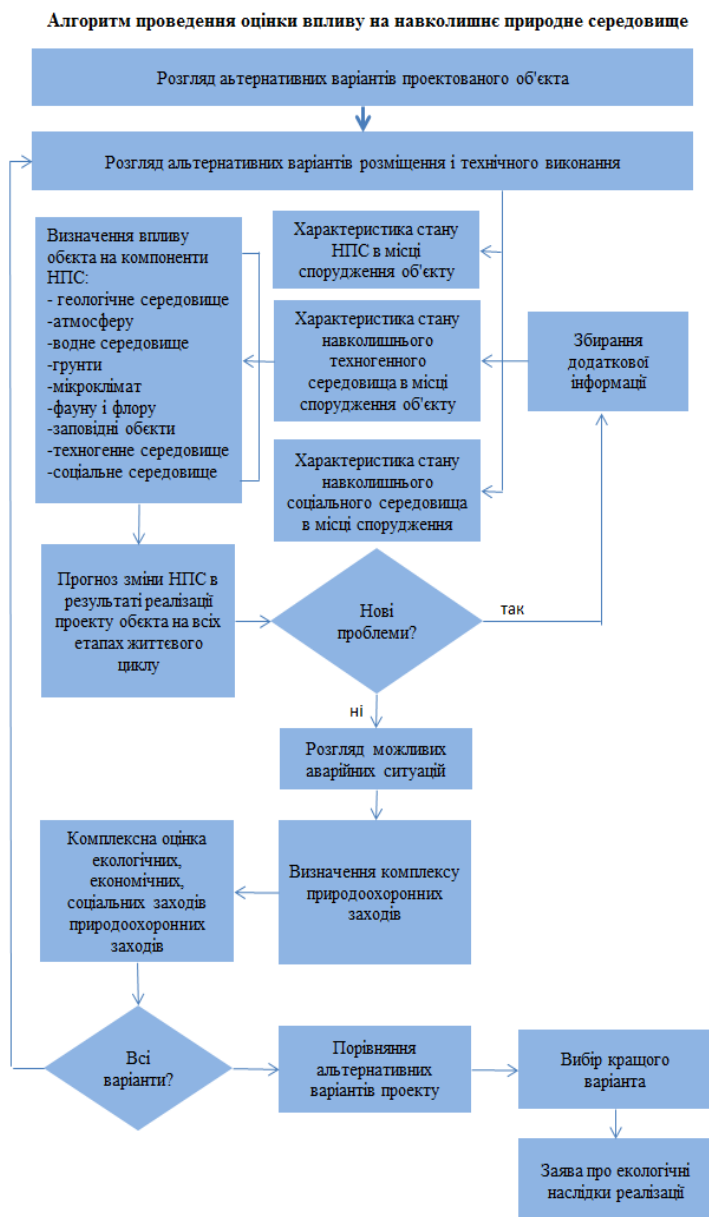 Алгоритм проведення оцінки впливу на навколишнє природне середовище
Розгляд аьтернативних варіантів проектованого об'єкта
Розгляд альтернативних варіантів розміщення і технічного виконання
Визначення впливу
обєкта на компоненти
НПС:
- геологічне середовище
-атмосферу
-водне середовище
-грунти
-мікроклімат
-фауну і флору
-заповідні обєкти
-техногенне середовище
-соціальне середовище
Характеристика стану
НПС в місці
спорудження об'єкту
Характеристика стану
навколишнього
техногенного
середовища в місці
спорудження об'єкту
Характеристика стану
навколишнього
соціального середовища
в місці спорудження
Збирання
додаткової
інформації
Прогноз зміни НПС в
результаті реалізації
проекту обєкта на всіх
етапах життєвого
циклу
Нові
проблеми?
так
ні
Розгляд можливих
аварійних ситуацій
Визначення комплексу
природоохоронних
заходів
Комплексна оцінка
екологічних,
економічних,
соціальних заходів
природоохоронних
заходів
Всі
варіанти?
Порівняння
альтернативних
варіантів проекту
Вибір кращого
варіанта
Заява про екологічні
наслідки реалізації